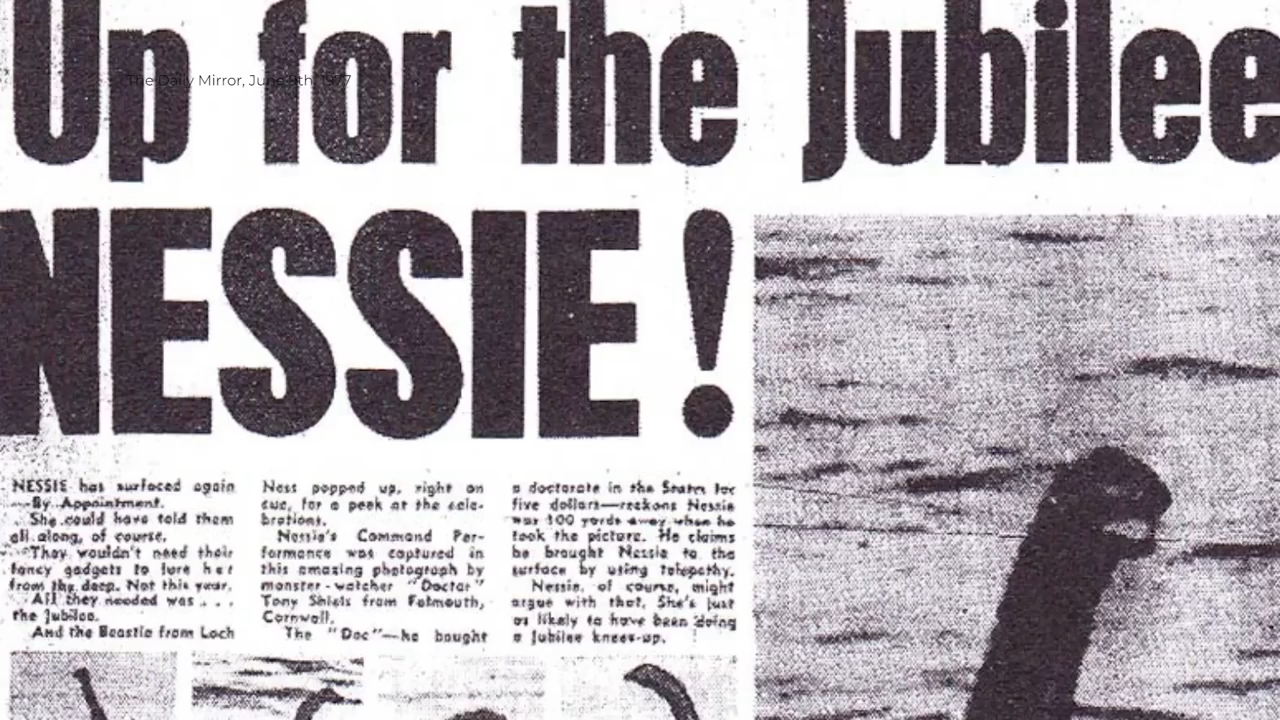 Up for the Jubilee
The Daily Mirror, June 9th, 1977
NESSIE!
NESSIE has surfaced again
—By Appointment.
She could have told them
all along, of course.
They wouldn't need their
fancy gadgets to lure her
from the deep. Not this year.
All they needed was . . .
the Jubilee.
And the Beastie from Loch
Ness popped up, right on
cue, for a peek at the cele-
brations.
Nessie's Command Per-
formance was captured in
this amazing photograph by
monster-watcher "Doctor"
Tony Shiels from Falmouth,
Cornwall.
The "Doc"—he bought
a doctorate in the States for
five dollars—reckons Nessie
was 100 yards away when he
took the picture. He claims
he brought Nessie to the
surface by using telepathy.
Nessie, of course, might
argue with that. She's just
as likely to have been doing
a Jubilee knees-up.